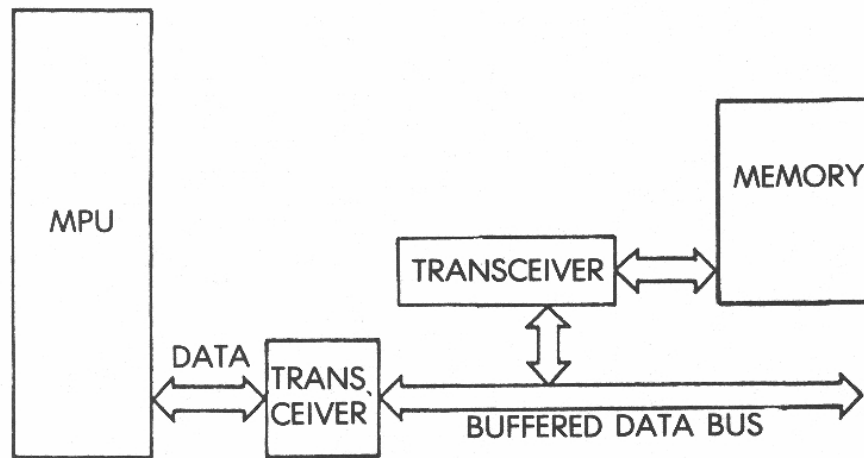 MPU
MEMORY
TRANSCEIVER
DATA
TRANS.
CEIVER
BUFFERED DATA BUS